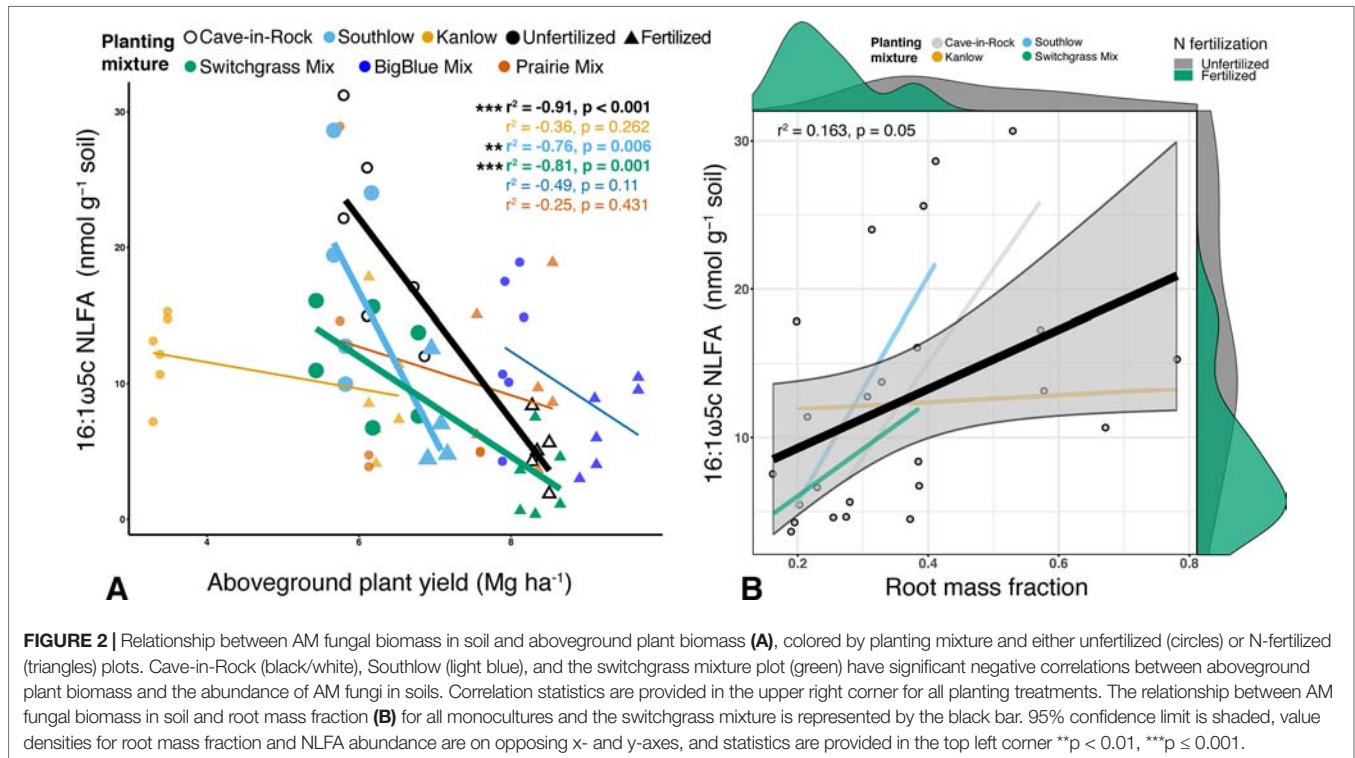 Planting mixture
Cave-in-Rock Southlow Kanlow Unfertilized Fertilized
Switchgrass Mix BigBlue Mix Prairie Mix
*** r² = -0.91, p < 0.001
r² = -0.36, p = 0.262
** r² = -0.76, p = 0.006
*** r² = -0.81, p = 0.001
r² = -0.49, p = 0.11
r² = -0.25, p = 0.431
16:1ω5c NLFA (nmol g⁻¹ soil)
30
20
10
0
4 6 8
A
Aboveground plant yield (Mg ha⁻¹)
Planting mixture
Cave-in-Rock Southlow
Kanlow Switchgrass Mix
N fertilization
Unfertilized
Fertilized
r² = 0.163, p = 0.05
16:1ω5c NLFA (nmol g⁻¹ soil)
30
20
10
0.2 0.4 0.6 0.8
B
Root mass fraction
FIGURE 2 | Relationship between AM fungal biomass in soil and aboveground plant biomass (A), colored by planting mixture and either unfertilized (circles) or N-fertilized
(triangles) plots. Cave-in-Rock (black/white), Southlow (light blue), and the switchgrass mixture plot (green) have significant negative correlations between aboveground
plant biomass and the abundance of AM fungi in soils. Correlation statistics are provided in the upper right corner for all planting treatments. The relationship between AM
fungal biomass in soil and root mass fraction (B) for all monocultures and the switchgrass mixture is represented by the black bar. 95% confidence limit is shaded, value
densities for root mass fraction and NLFA abundance are on opposing x- and y-axes, and statistics are provided in the top left corner **p < 0.01, ***p ≤ 0.001.